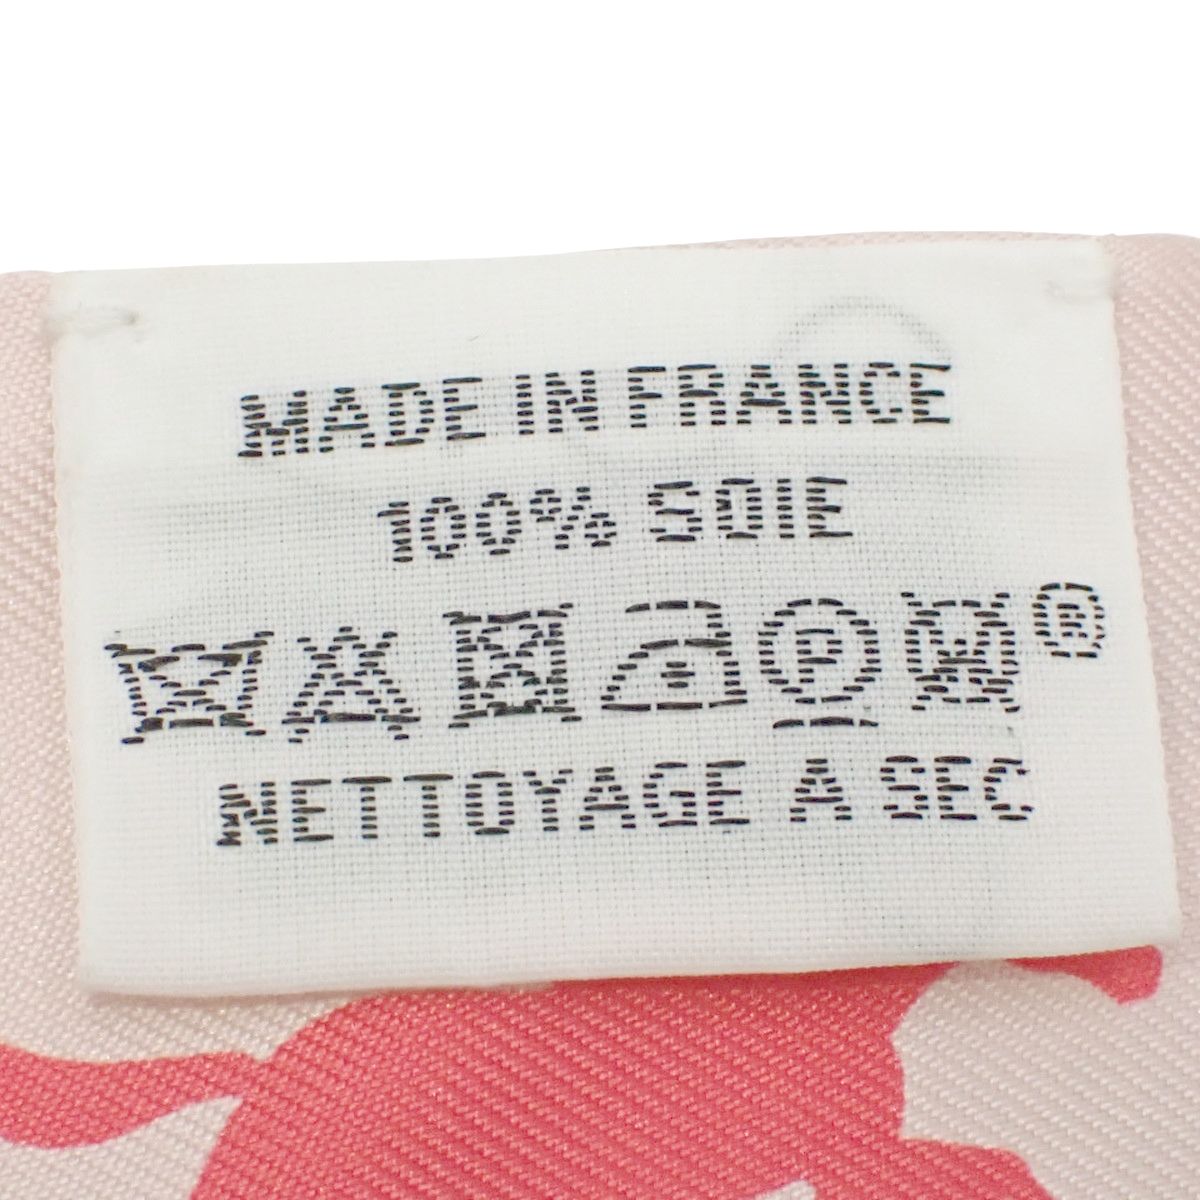 MADE IN FRANCE
100% SOIE
P W ®
NETTOYAGE A SEC